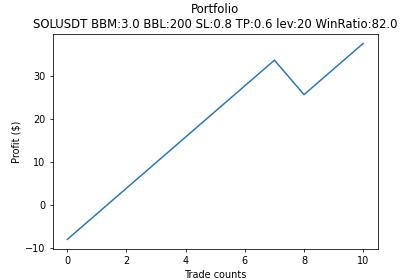 Portfolio
SOLUSDT BBM:3.0 BBL:200 SL:0.8 TP:0.6 lev:20 WinRatio:82.0
30
20
10
0
−10
Profit ($)
0 2 4 6 8 10
Trade counts